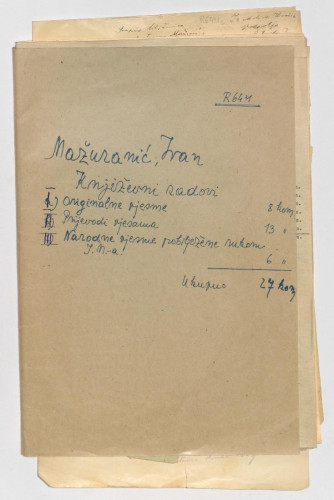 R6441
Mažuranić, Ivan
Književni radovi
I) Originalne pjesme 8 kom
II) Prijevodi pjesama 13 "
III) Narodne pjesme pobilježene rukom
I. M-a! 6 "
Ukupno 27 kom